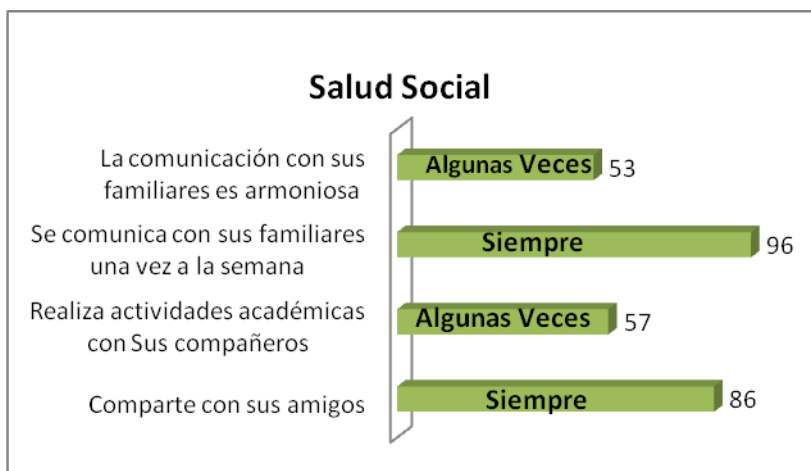 Salud Social
La comunicación con sus
familiares es armoniosa
Algunas Veces 53
Se comunica con sus familiares
una vez a la semana
Siempre 96
Realiza actividades académicas
con Sus compañeros
Algunas Veces 57
Comparte con sus amigos
Siempre 86